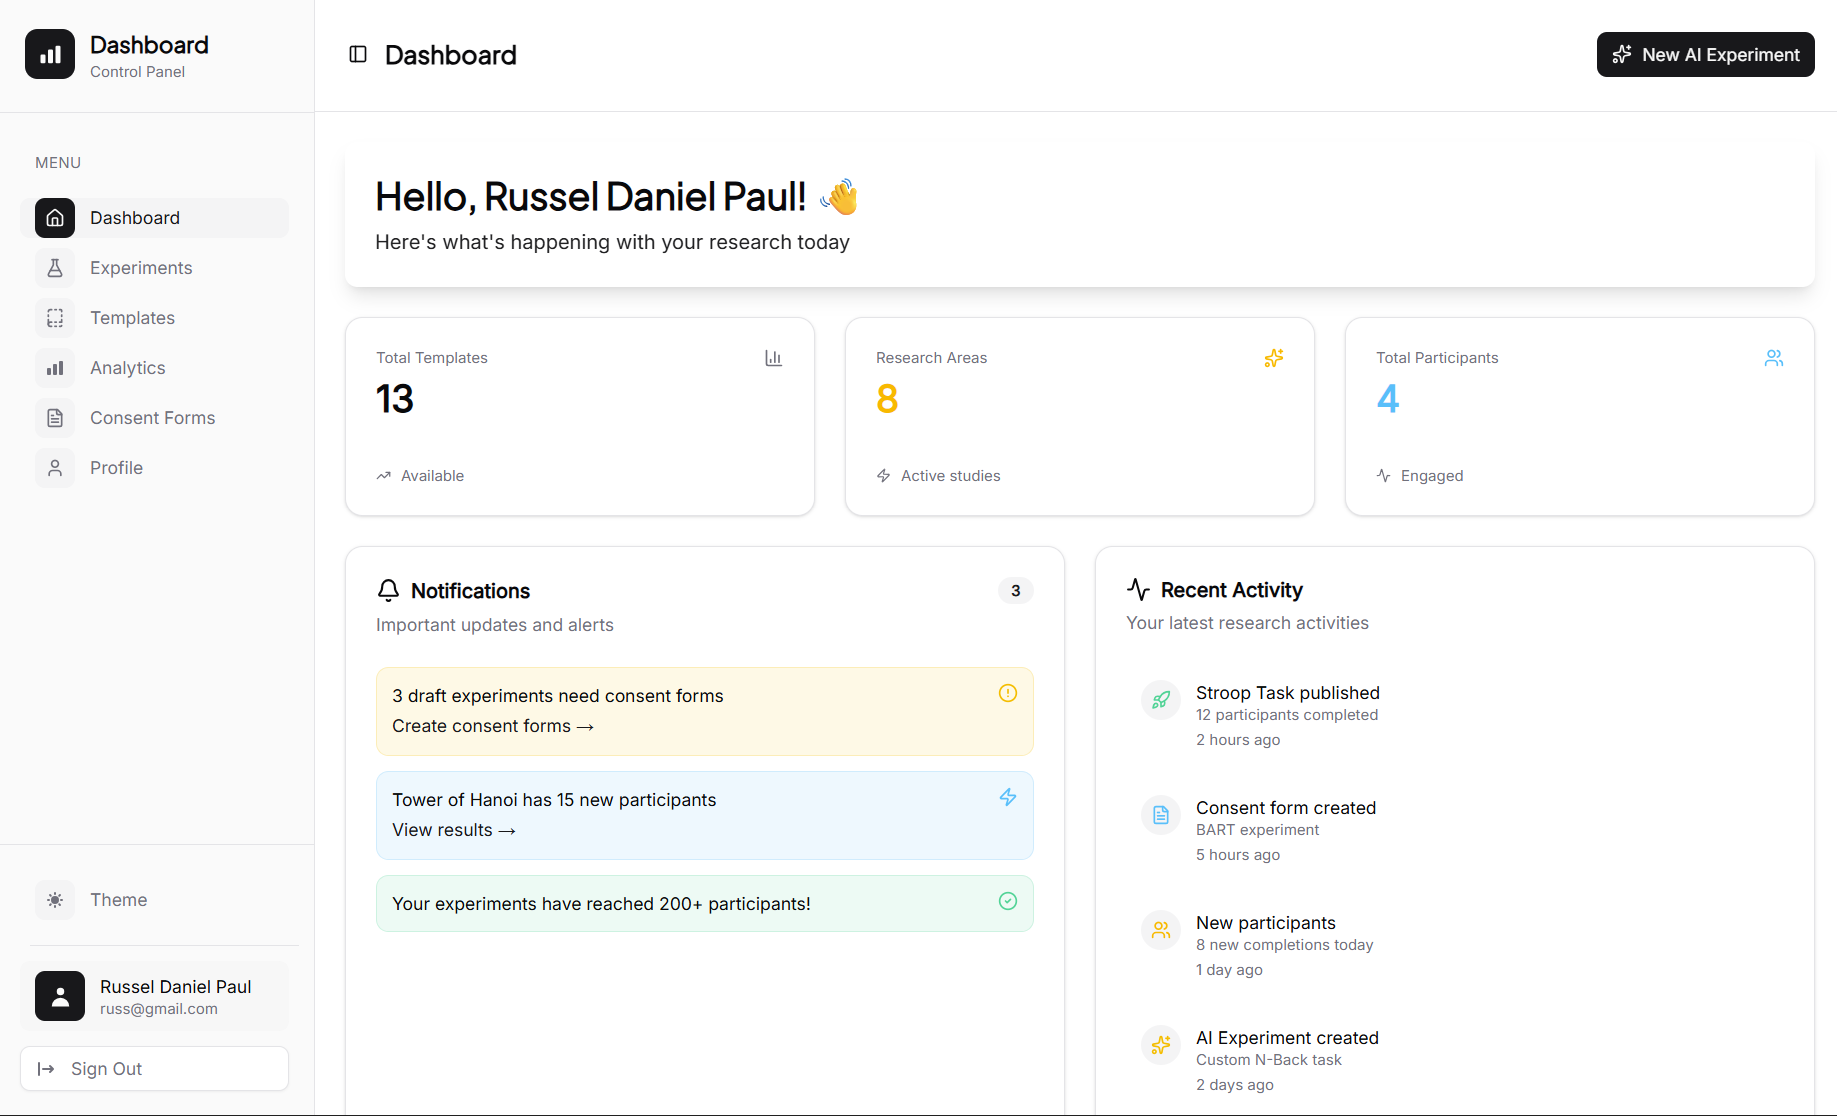 Dashboard
Control Panel
MENU
Dashboard
Experiments
Templates
Analytics
Consent Forms
Profile
Theme
Russel Daniel Paul
russ@gmail.com
Sign Out
Dashboard
New AI Experiment
Hello, Russel Daniel Paul! 👋
Here's what's happening with your research today
Total Templates
13
Available
Research Areas
8
Active studies
Total Participants
4
Engaged
Notifications
3
Important updates and alerts
3 draft experiments need consent forms
Create consent forms →
Tower of Hanoi has 15 new participants
View results →
Your experiments have reached 200+ participants!
Recent Activity
Your latest research activities
Stroop Task published
12 participants completed
2 hours ago
Consent form created
BART experiment
5 hours ago
New participants
8 new completions today
1 day ago
AI Experiment created
Custom N-Back task
2 days ago